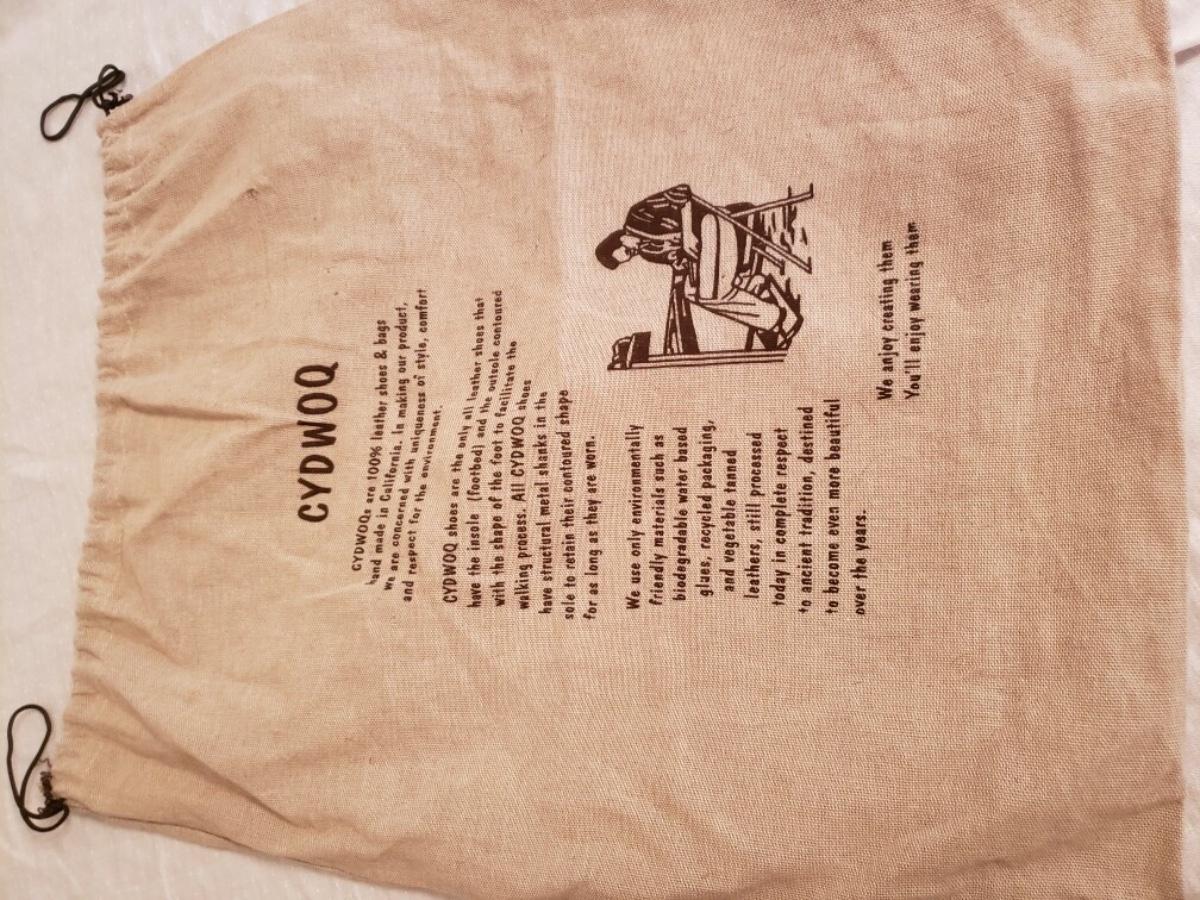 CYDWOQ
CYDWOQs are 100% leather shoes & bags
hand made in California. In making our product,
we are concerned with uniqueness of style, comfort
and respect for the environment.
CYDWOQ shoes are the only all leather shoes that
have the insole (footbed) and the outsole contoured
with the shape of the foot to facilitate the
walking process. All CYDWOQ shoes
have structural metal shanks in the
sole to retain their contoured shape
for as long as they are worn.
We use only environmentally
friendly materials such as
biodegradable water based
glues, recycled packaging,
and vegetable tanned
leathers, still processed
today in complete respect
to ancient tradition, destined
to become even more beautiful
over the years.
We anjoy creating them
You'll enjoy wearing them